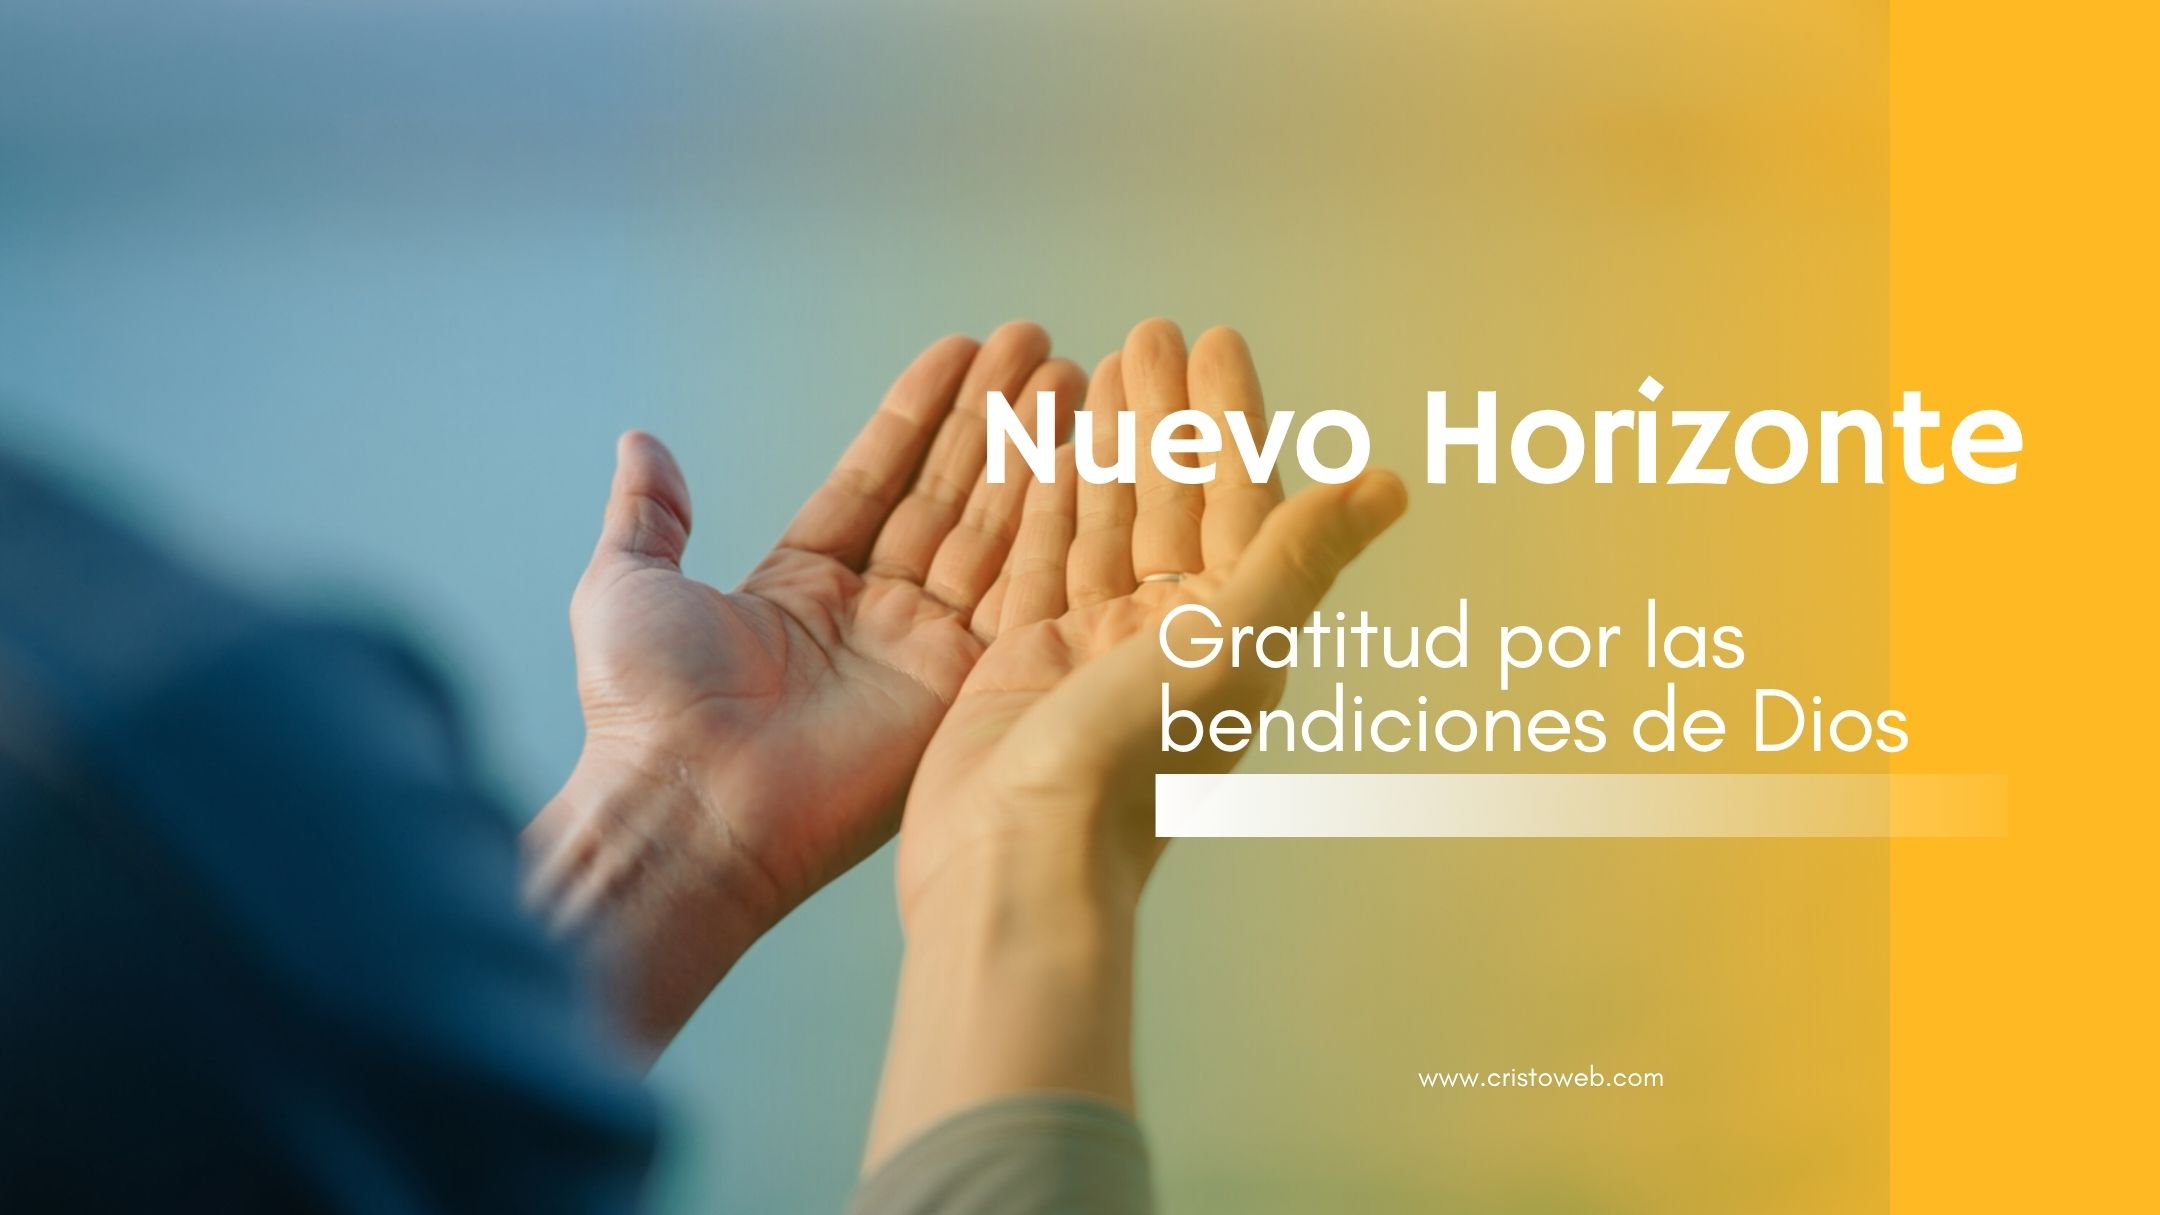 Nuevo Horizonte
Gratitud por las
bendiciones de Dios
www.cristoweb.com